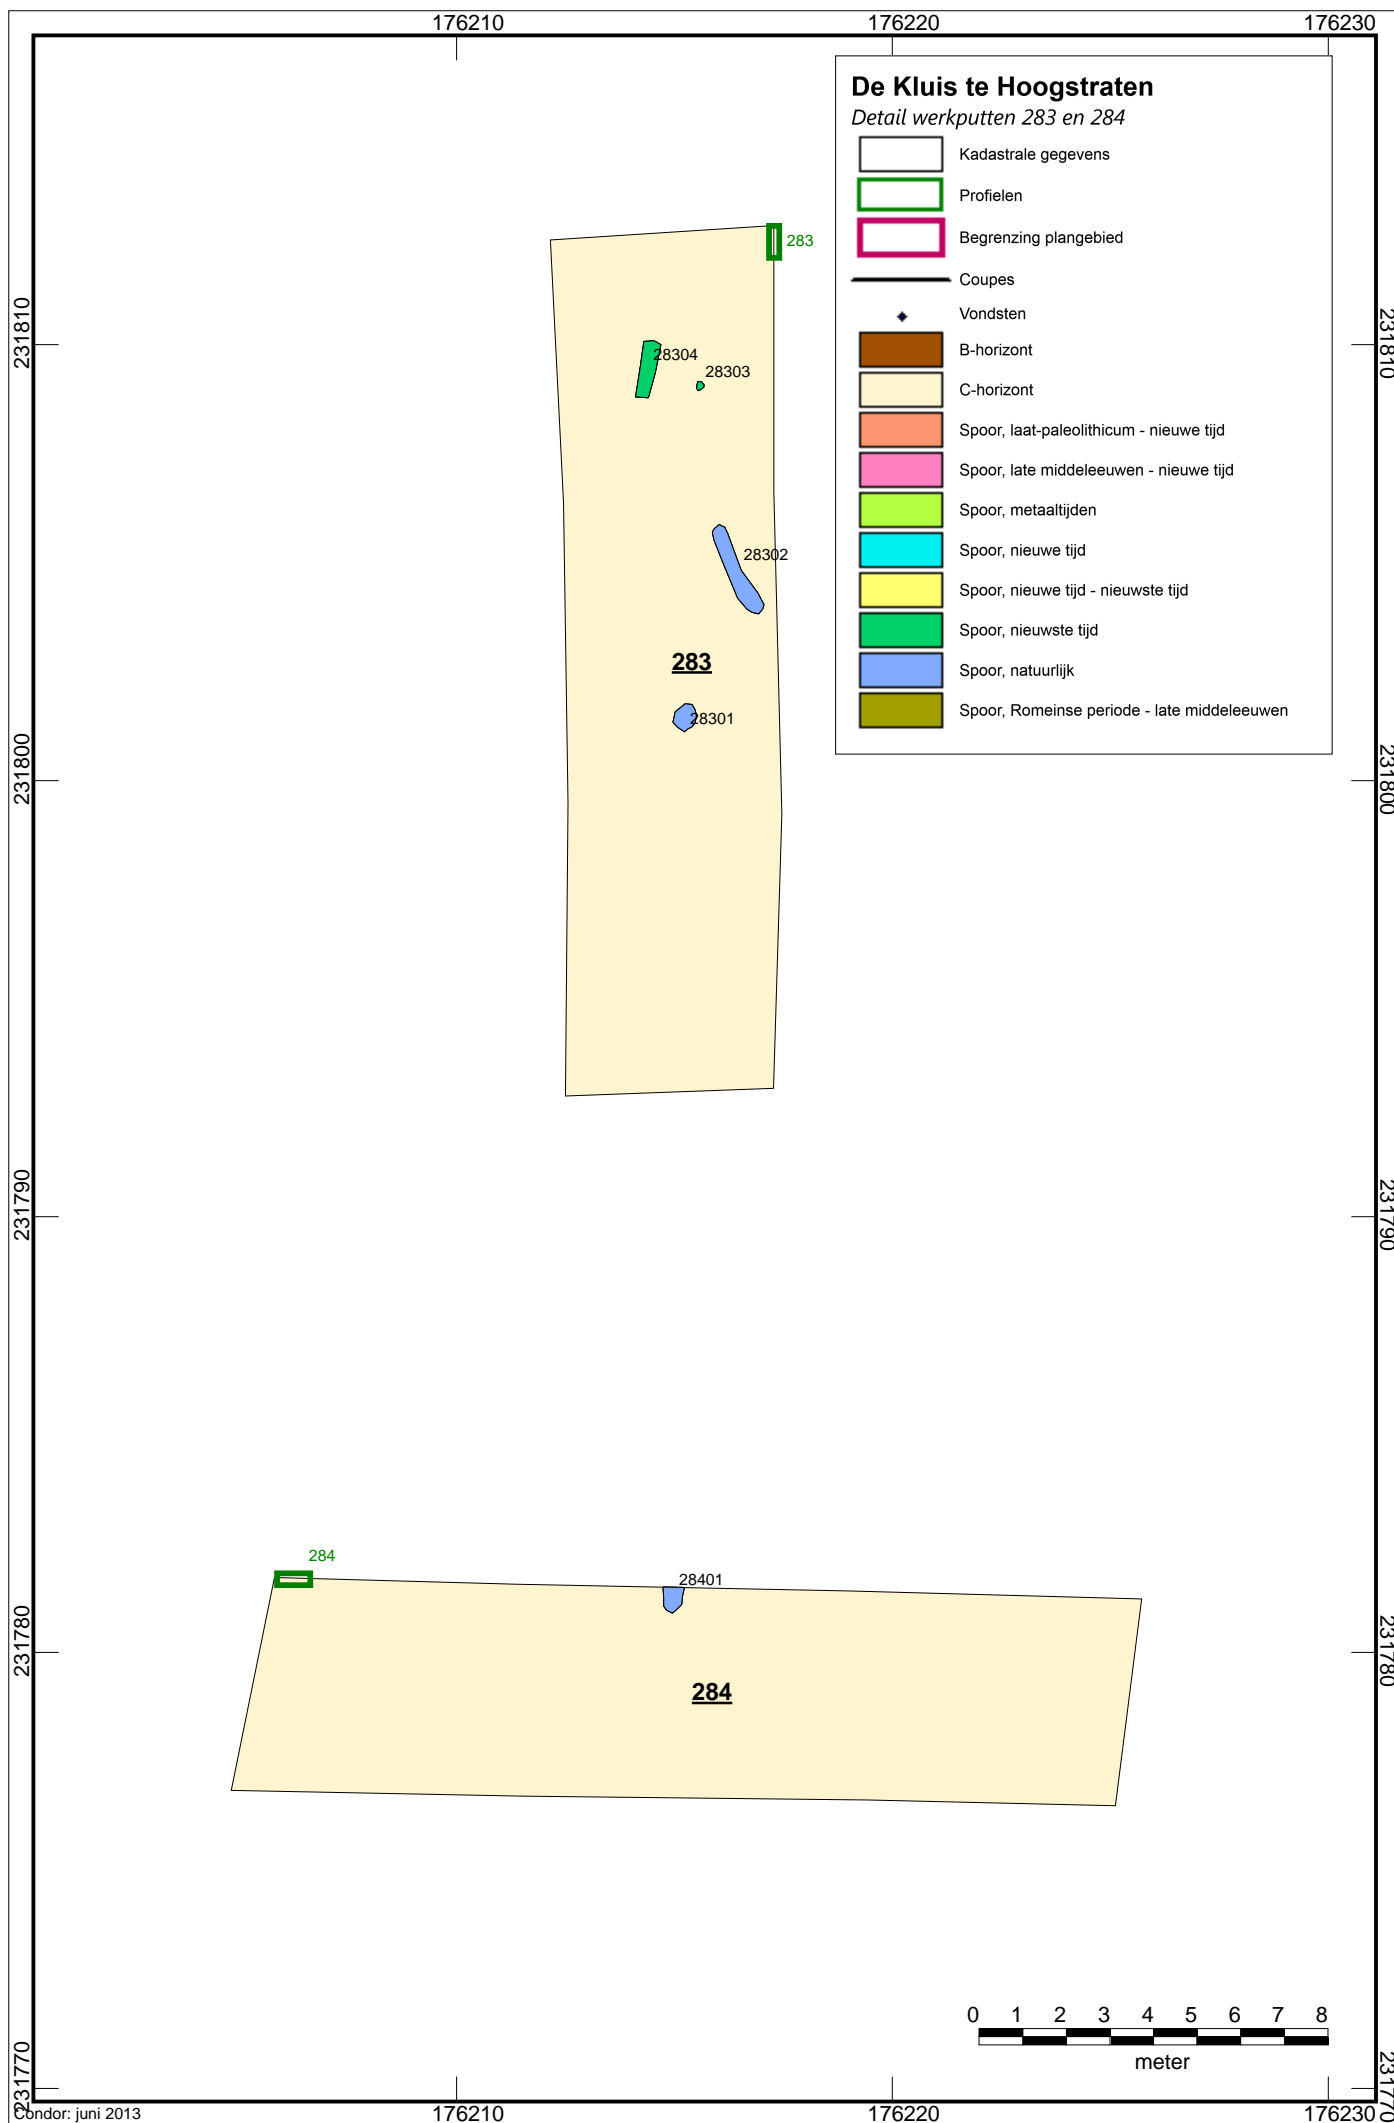 176210
176220
176230
De Kluis te Hoogstraten
Detail werkputten 283 en 284
Kadastrale gegevens
Profielen
Begrenzing plangebied
Coupes
Vondsten
B-horizont
C-horizont
Spoor, laat-paleolithicum - nieuwe tijd
Spoor, late middeleeuwen - nieuwe tijd
Spoor, metaaltijden
Spoor, nieuwe tijd
Spoor, nieuwe tijd - nieuwste tijd
Spoor, nieuwste tijd
Spoor, natuurlijk
Spoor, Romeinse periode - late middeleeuwen
283
231810
231810
28304
28303
28302
283
28301
231800
231800
231790
231790
284
28401
231780
231780
284
0 1 2 3 4 5 6 7 8
meter
231770
231770
Condor: juni 2013
176210
176220
176230